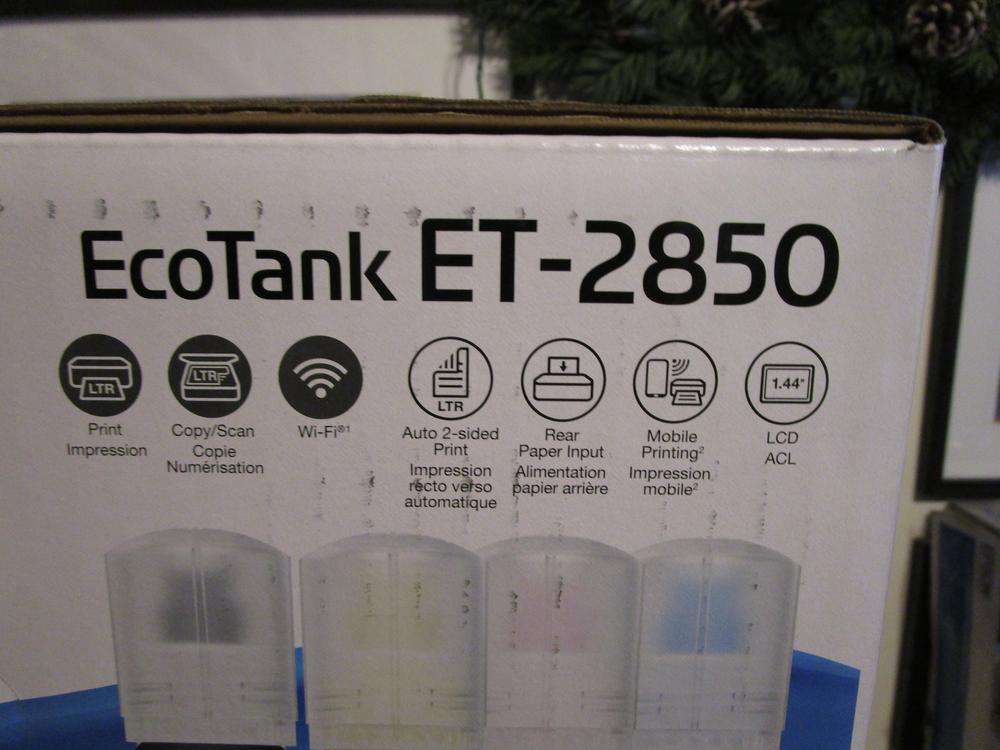 EcoTank ET-2850
LTR
LTR
LTR
1.44"
Print
Impression
Copy/Scan
Copie
Numérisation
Wi-Fi®¹
Auto 2-sided
Print
Impression
recto verso
automatique
Rear
Paper Input
Alimentation
papier arrière
Mobile
Printing²
Impression
mobile²
LCD
ACL